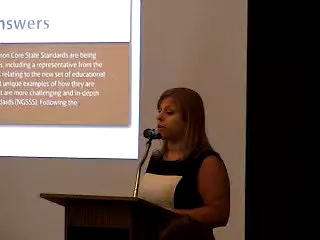 nswers
mon Core State Standards are being
s, including a representative from the
relating to the new set of educational
unique examples of how they are
t are more challenging and in-depth
dards (NGSSS). Following the